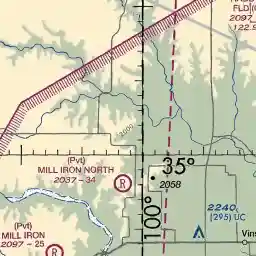 FLD(
2097
122.9
2000
(Pvt)
MILL IRON NORTH
2037 - 34
R
35°
2058
100°
2240
(295) UC
(Pvt)
MILL IRON
2097 - 25
R
Vins